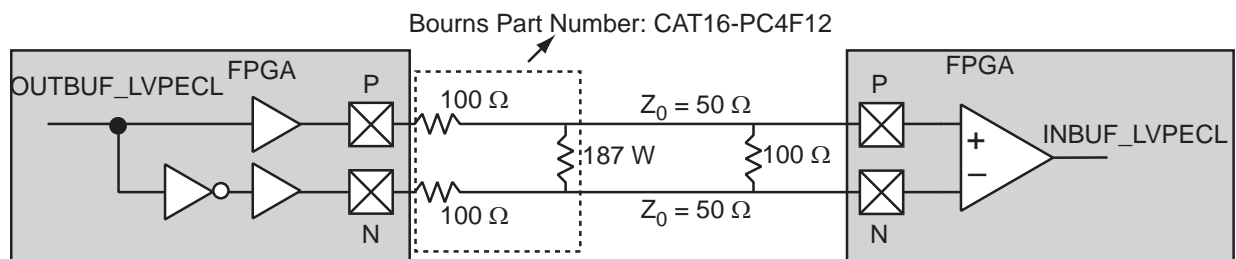 Bourns Part Number: CAT16-PC4F12
OUTBUF_LVPECL
FPGA
P
100 Ω
Z0 = 50 Ω
FPGA
P
187 W
100 Ω
+
−
INBUF_LVPECL
100 Ω
Z0 = 50 Ω
N
N